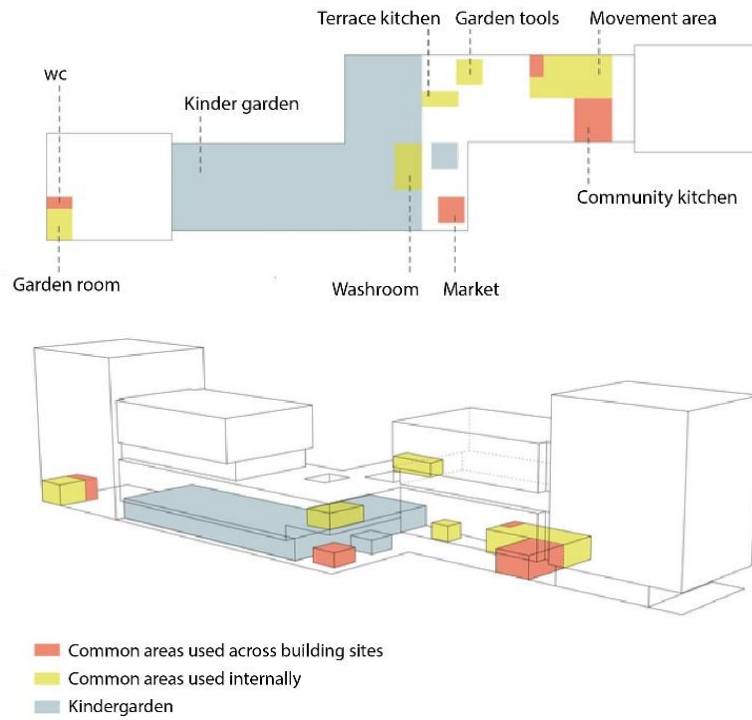 Terrace kitchen
Garden tools
Movement area
wc
Kinder garden
Community kitchen
Garden room
Washroom
Market
Common areas used across building sites
Common areas used internally
Kindergarden